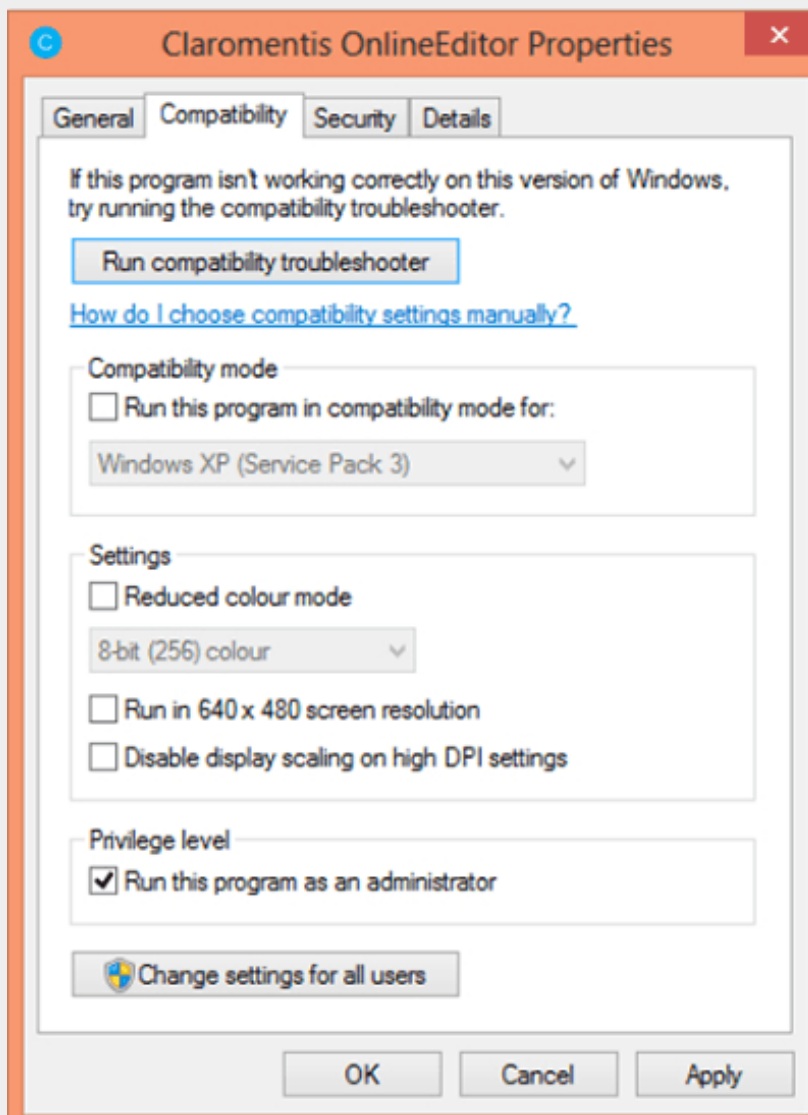 C
Claromentis OnlineEditor Properties
General Compatibility Security Details
If this program isn't working correctly on this version of Windows,
try running the compatibility troubleshooter.
Run compatibility troubleshooter
How do I choose compatibility settings manually?
Compatibility mode
Run this program in compatibility mode for:
Windows XP (Service Pack 3)
Settings
Reduced colour mode
8-bit (256) colour
Run in 640 x 480 screen resolution
Disable display scaling on high DPI settings
Privilege level
Run this program as an administrator
Change settings for all users
OK Cancel Apply